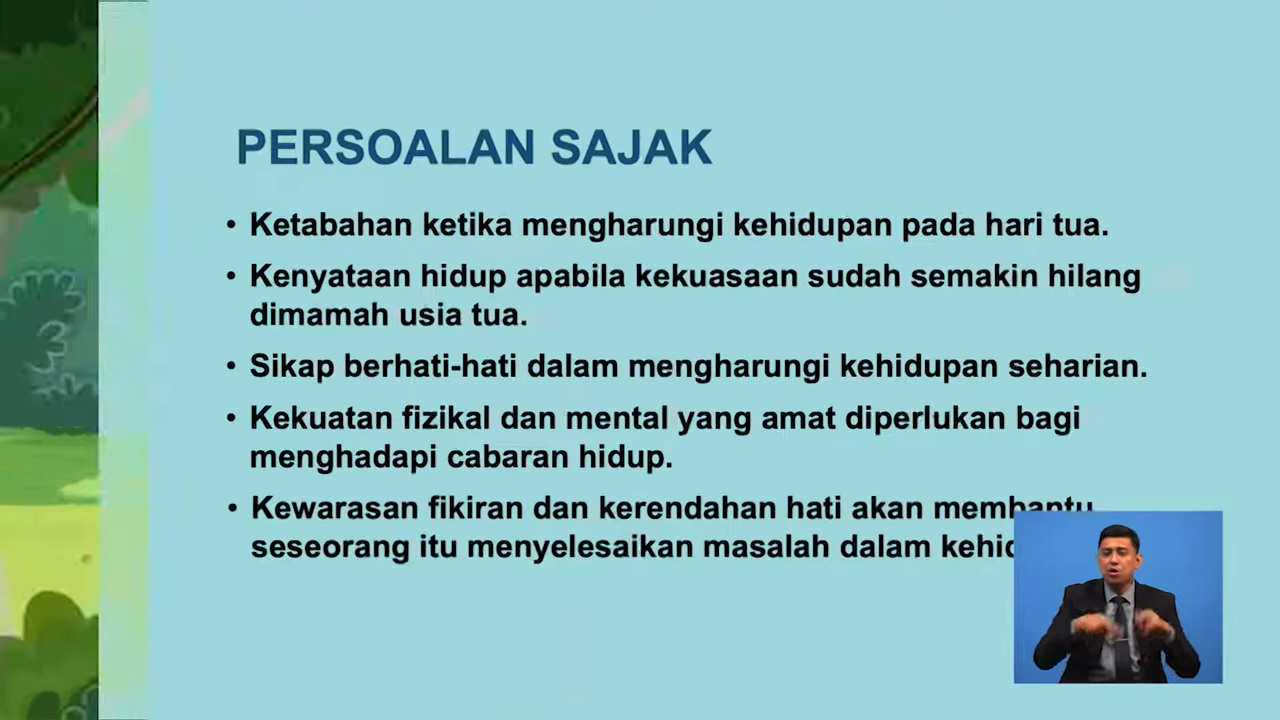 PERSOALAN SAJAK
• Ketabahan ketika mengharungi kehidupan pada hari tua.
• Kenyataan hidup apabila kekuasaan sudah semakin hilang
dimamah usia tua.
• Sikap berhati-hati dalam mengharungi kehidupan seharian.
• Kekuatan fizikal dan mental yang amat diperlukan bagi
menghadapi cabaran hidup.
• Kewarasan fikiran dan kerendahan hati akan membantu
seseorang itu menyelesaikan masalah dalam